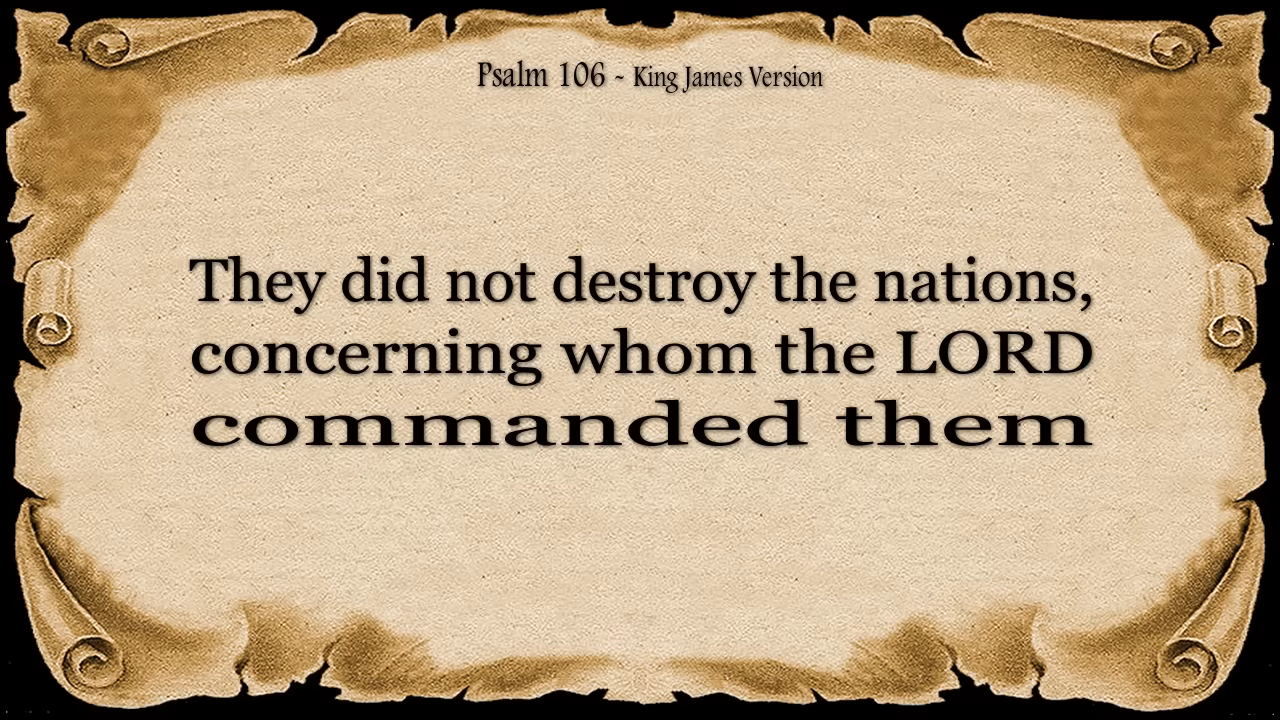 Psalm 106 - King James Version
They did not destroy the nations,
concerning whom the LORD
commanded them